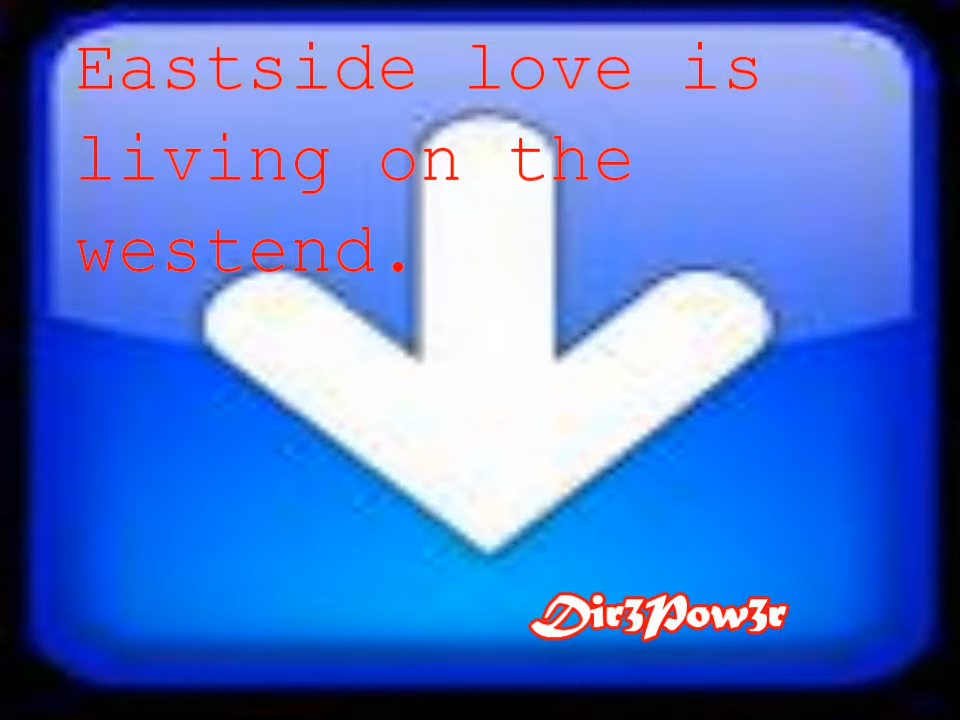 Eastside love is
living on the
westend.
Dir3Pow3r